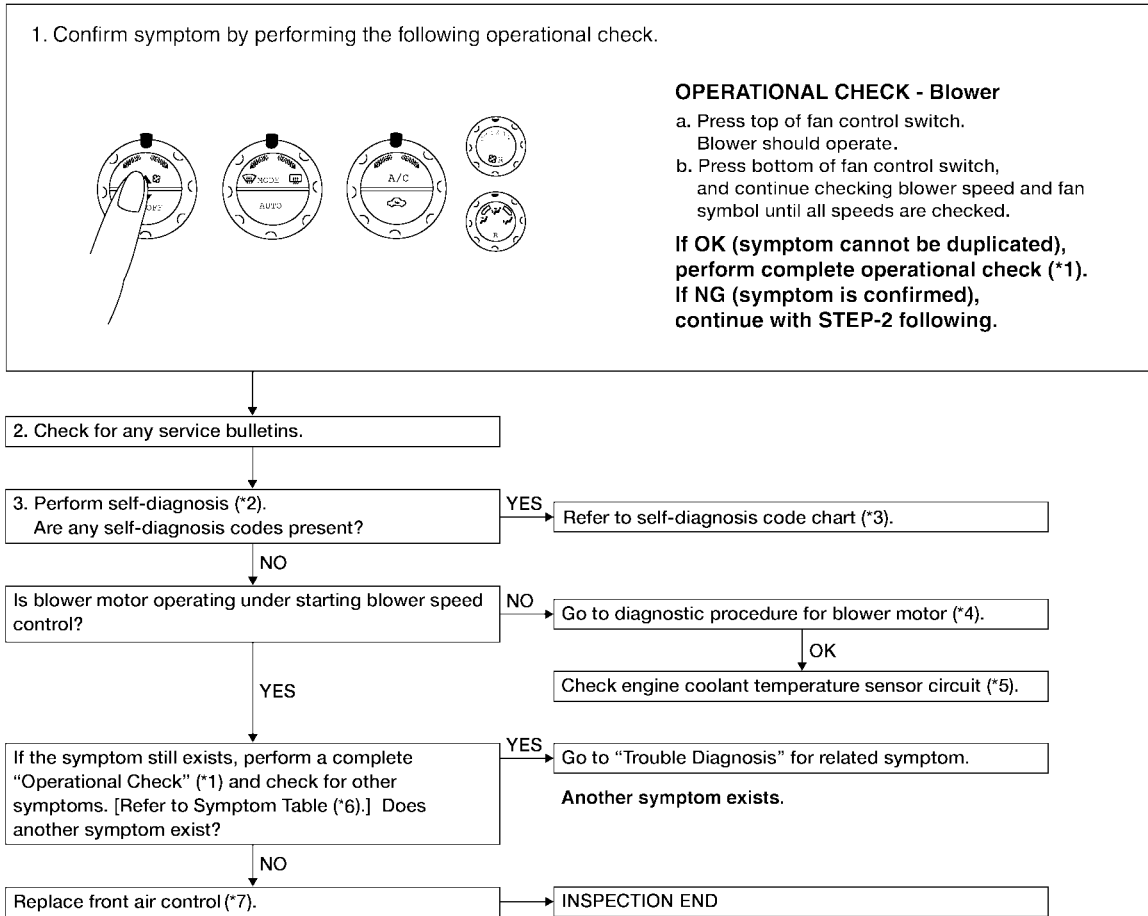 1. Confirm symptom by performing the following operational check.
OFF
MODE
AUTO
A/C
R
R
OPERATIONAL CHECK - Blower
a. Press top of fan control switch.
Blower should operate.
b. Press bottom of fan control switch,
and continue checking blower speed and fan
symbol until all speeds are checked.
If OK (symptom cannot be duplicated),
perform complete operational check (*1).
If NG (symptom is confirmed),
continue with STEP-2 following.
2. Check for any service bulletins.
3. Perform self-diagnosis (*2).
Are any self-diagnosis codes present?
YES
Refer to self-diagnosis code chart (*3).
NO
Is blower motor operating under starting blower speed
control?
NO
Go to diagnostic procedure for blower motor (*4).
OK
Check engine coolant temperature sensor circuit (*5).
YES
If the symptom still exists, perform a complete
“Operational Check” (*1) and check for other
symptoms. [Refer to Symptom Table (*6).] Does
another symptom exist?
YES
Go to “Trouble Diagnosis” for related symptom.
Another symptom exists.
NO
Replace front air control (*7).
INSPECTION END